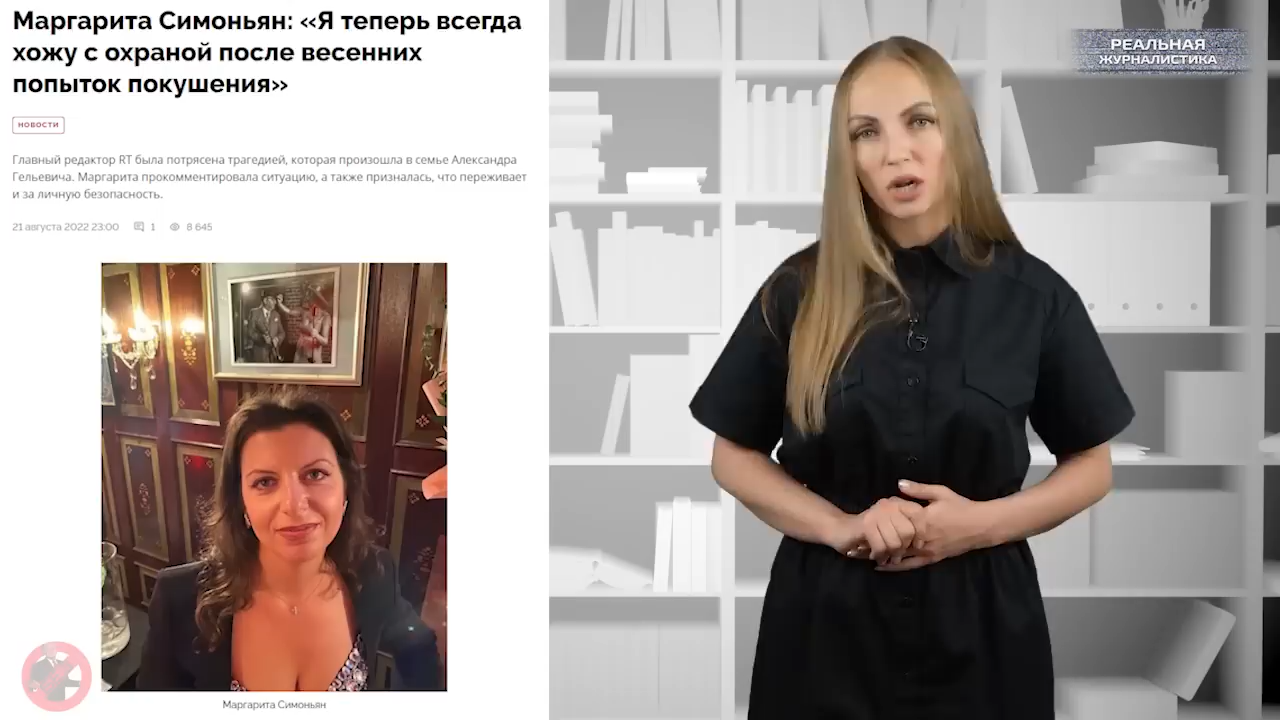 Маргарита Симоньян: «Я теперь всегда
хожу с охраной после весенних
попыток покушения»
НОВОСТИ
Главный редактор RT была потрясена трагедией, которая произошла в семье Александра
Гельевича. Маргарита прокомментировала ситуацию, а также призналась, что переживает
и за личную безопасность.
21 августа 2022 23:00 1 8 645
Маргарита Симоньян
РЕАЛЬНАЯ
ЖУРНАЛИСТИКА